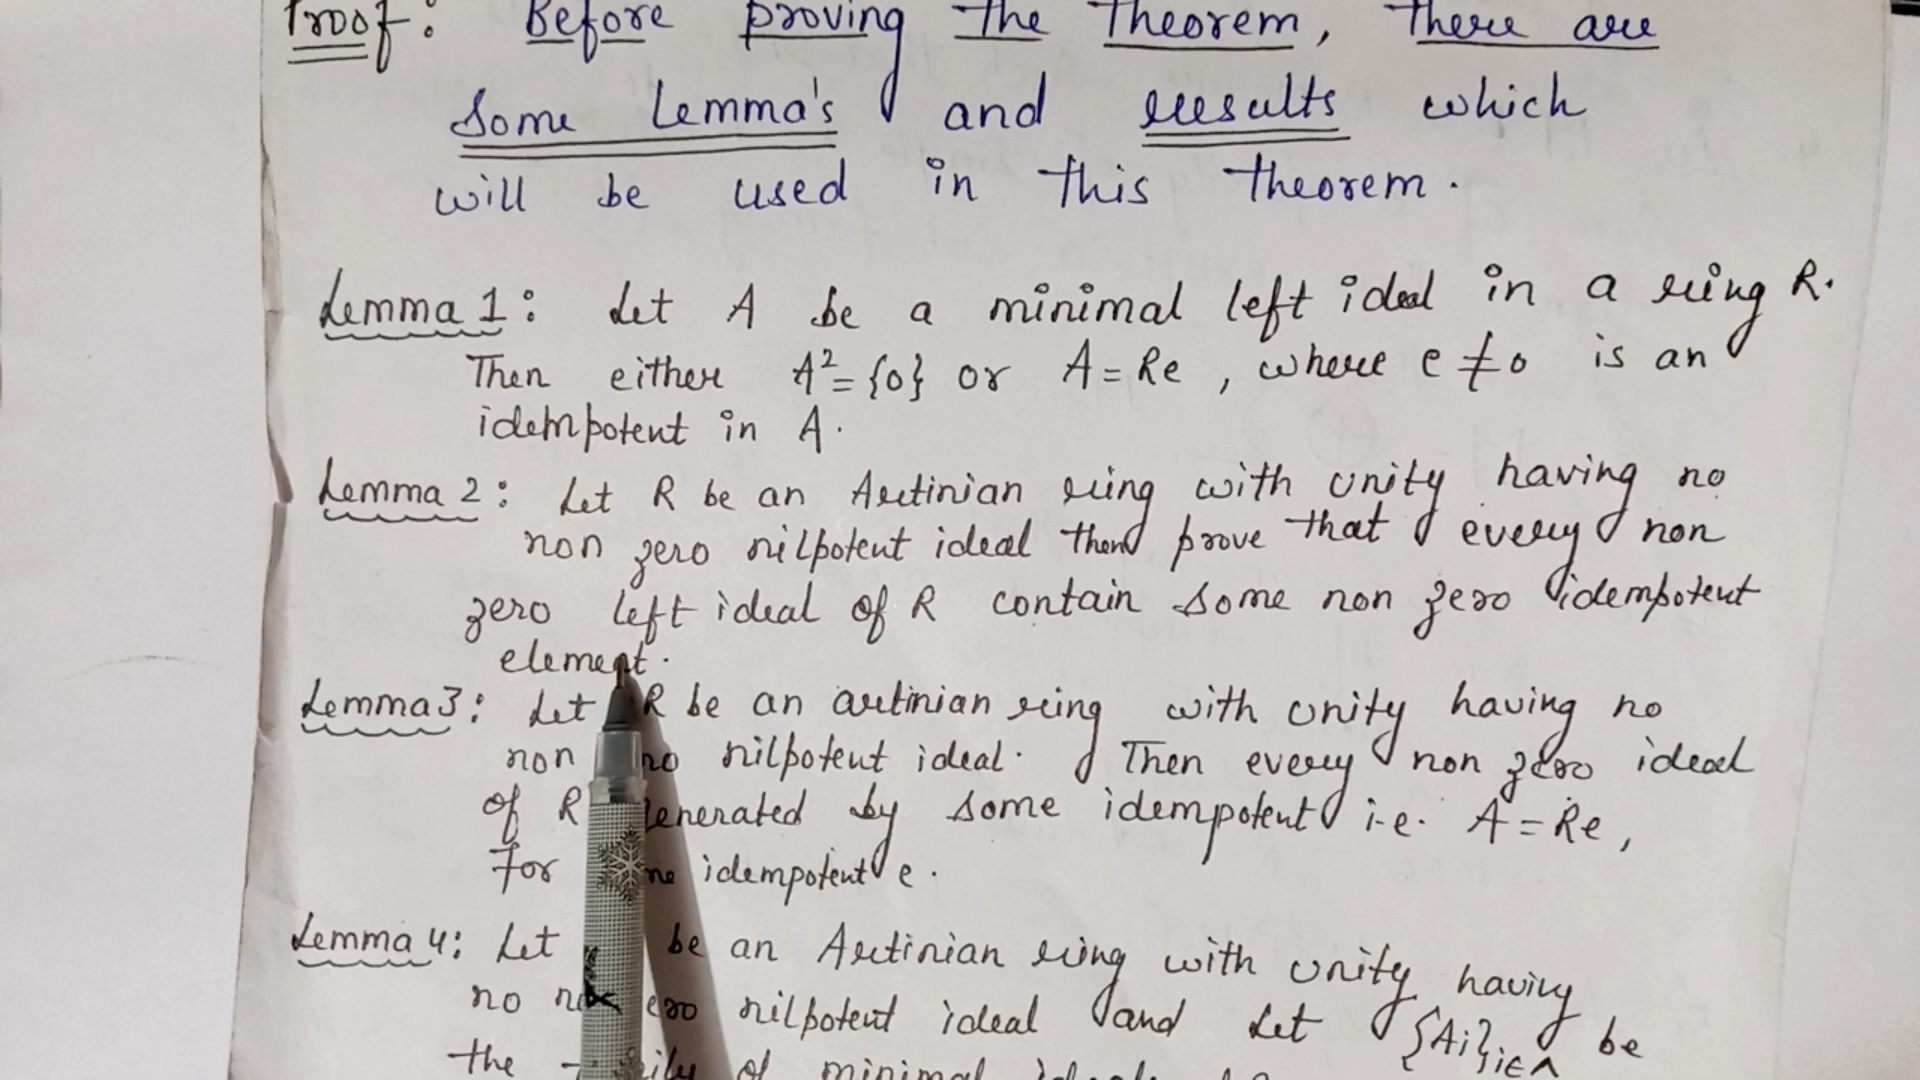 Proof: Before proving the theorem, there are
Some Lemma's and results which
will be used in this theorem.
Lemma 1: Let A be a minimal left ideal in a ring R.
Then either A² = {0} or A = Re, where e ≠ 0 is an
idempotent in A.
Lemma 2: Let R be an Artinian ring with unity having no
non zero nilpotent ideal then prove that every non
zero left ideal of R contain some non zero idempotent
element.
Lemma 3: Let R be an artinian ring with unity having no
non nilpotent ideal. Then every non zero ideal
of R generated by some idempotent i.e. A = Re,
For idempotent e.
Lemma 4: Let be an Artinian ring with unity having
no nilpotent ideal and Let {Ai}i∈Λ be
the of minimal